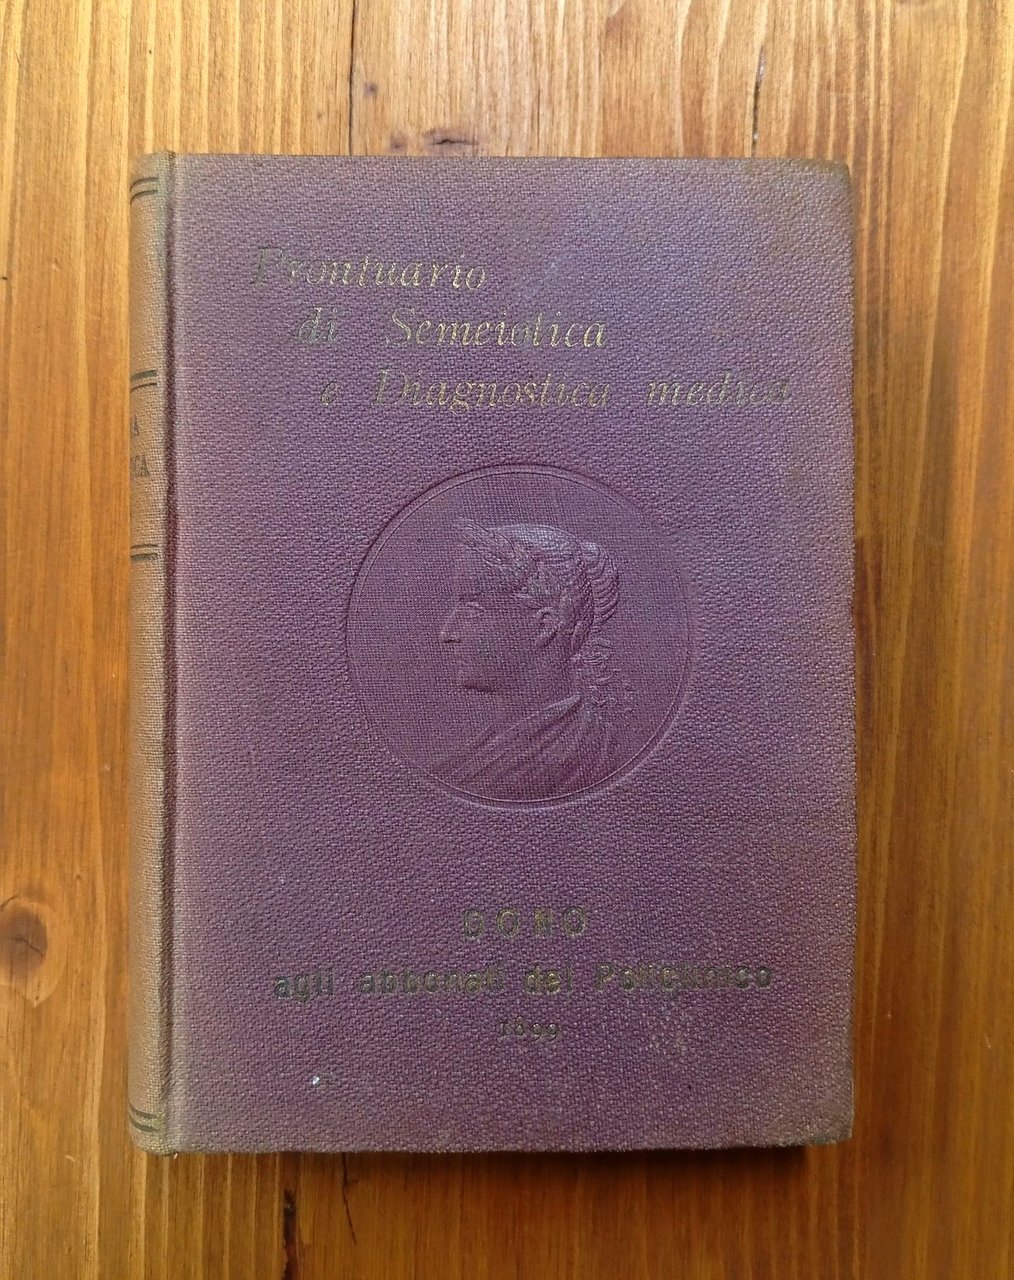 Prontuario
di Semeiotica
e Diagnostica medica
DONO
agli abbonati del Policlinico
1899